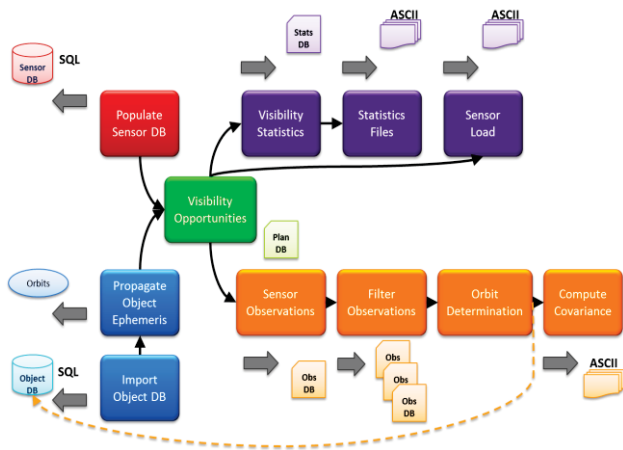 Sensor
DB
SQL
Stats
DB
ASCII
ASCII
Populate
Sensor DB
Visibility
Statistics
Statistics
Files
Sensor
Load
Visibility
Opportunities
Plan
DB
Orbits
Propagate
Object
Ephemeris
Sensor
Observations
Filter
Observations
Orbit
Determination
Compute
Covariance
Object
DB
SQL
Import
Object DB
Obs
DB
Obs
DB
Obs
DB
Obs
DB
ASCII